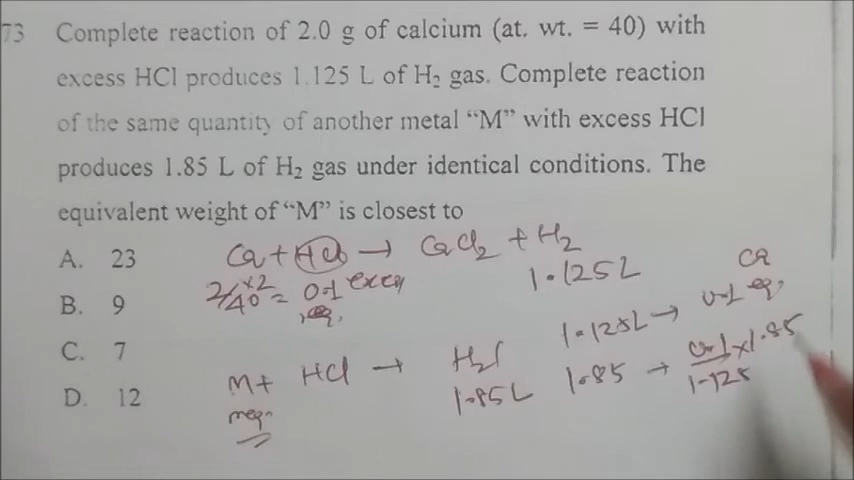 73 Complete reaction of 2.0 g of calcium (at. wt. = 40) with
excess HCl produces 1.125 L of H₂ gas. Complete reaction
of the same quantity of another metal “M” with excess HCl
produces 1.85 L of H₂ gas under identical conditions. The
equivalent weight of “M” is closest to
A. 23
B. 9
C. 7
D. 12
Ca + HCl → CaCl₂ + H₂
2/40 ×2 = 0.1 eq. excess
1.125L
Ca
1.125L → 0.1 eq.
M + HCl → H₂
meq.
1.85L
1.85 → 0.1×1.85
1.125